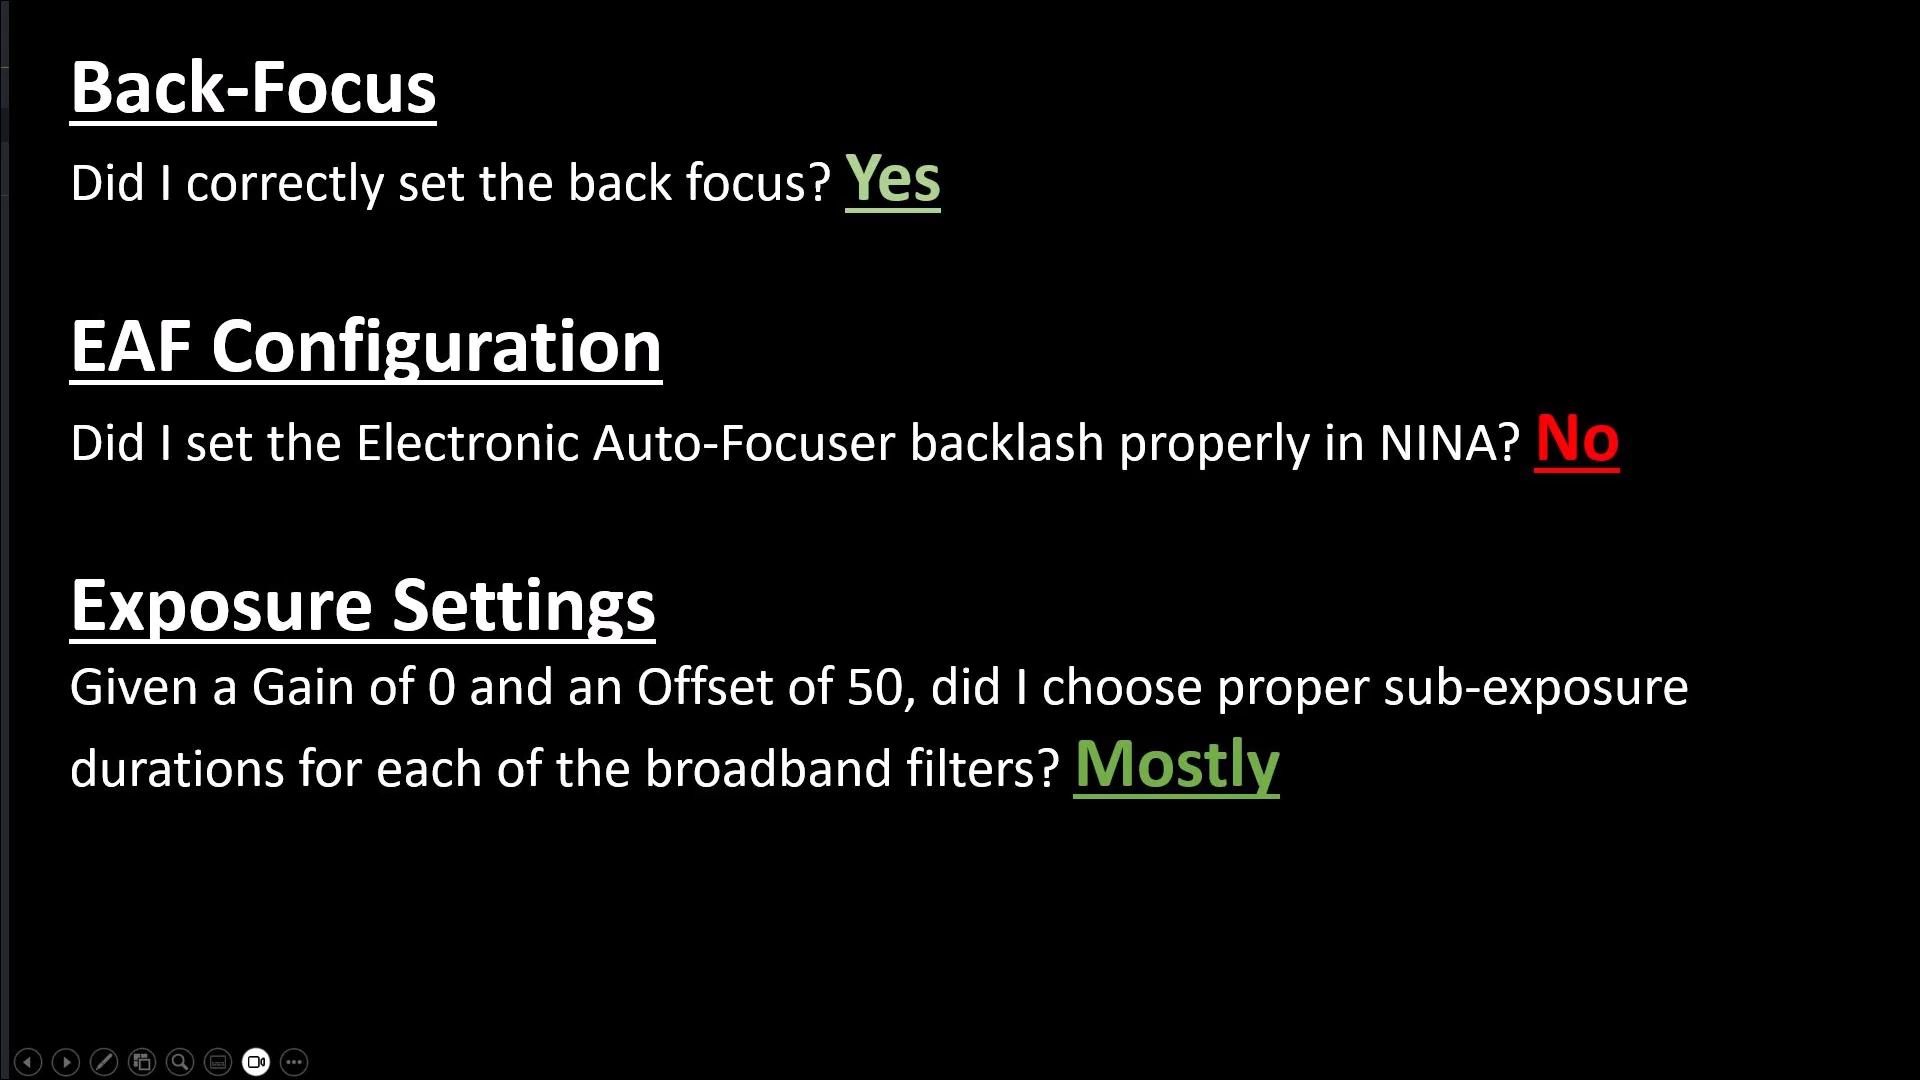 Back-Focus
Did I correctly set the back focus? Yes
EAF Configuration
Did I set the Electronic Auto-Focuser backlash properly in NINA? No
Exposure Settings
Given a Gain of 0 and an Offset of 50, did I choose proper sub-exposure
durations for each of the broadband filters? Mostly